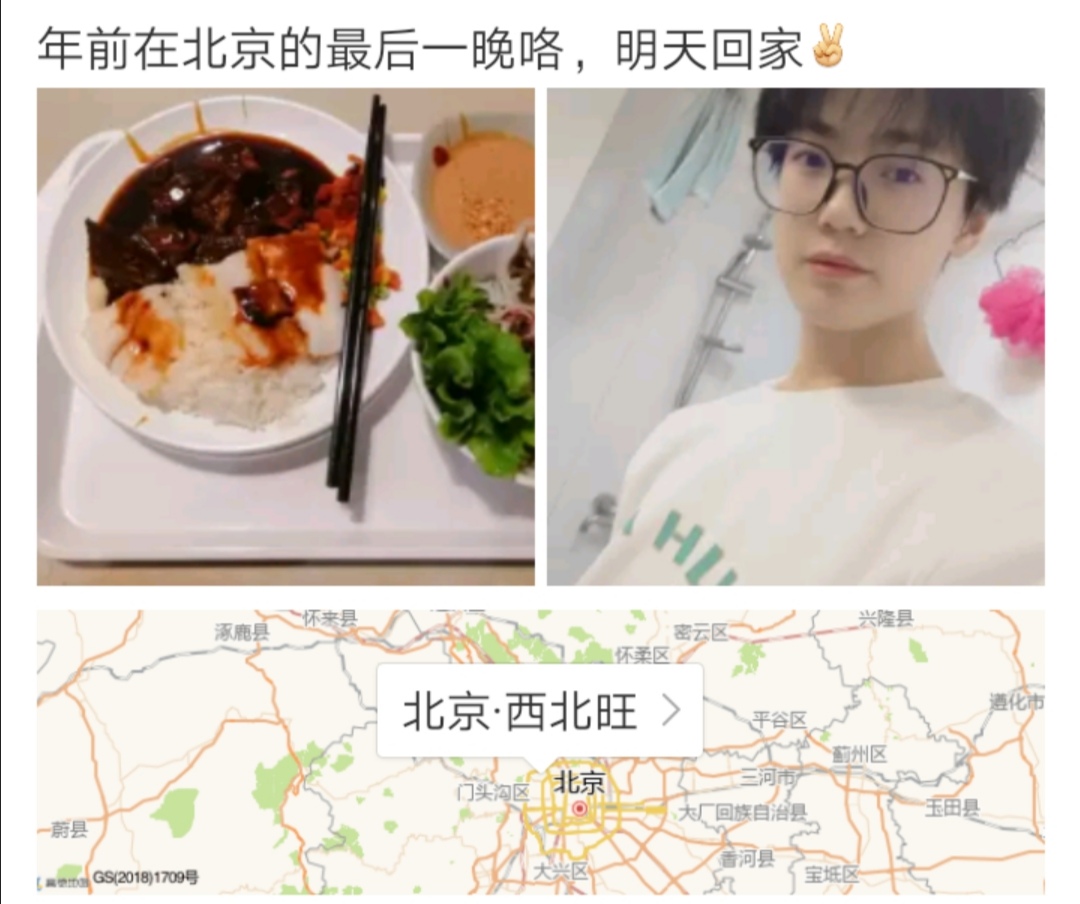 年前在北京的最后一晚咯，明天回家✌️
HU
怀来县
兴隆县
涿鹿县
密云区
怀柔区
北京·西北旺
遵化市
平谷区
蓟州区
北京
三河市
门头沟区
大厂回族自治县
玉田县
蔚县
香河县
大兴区
宝坻区
高德地图 GS(2018)1709号